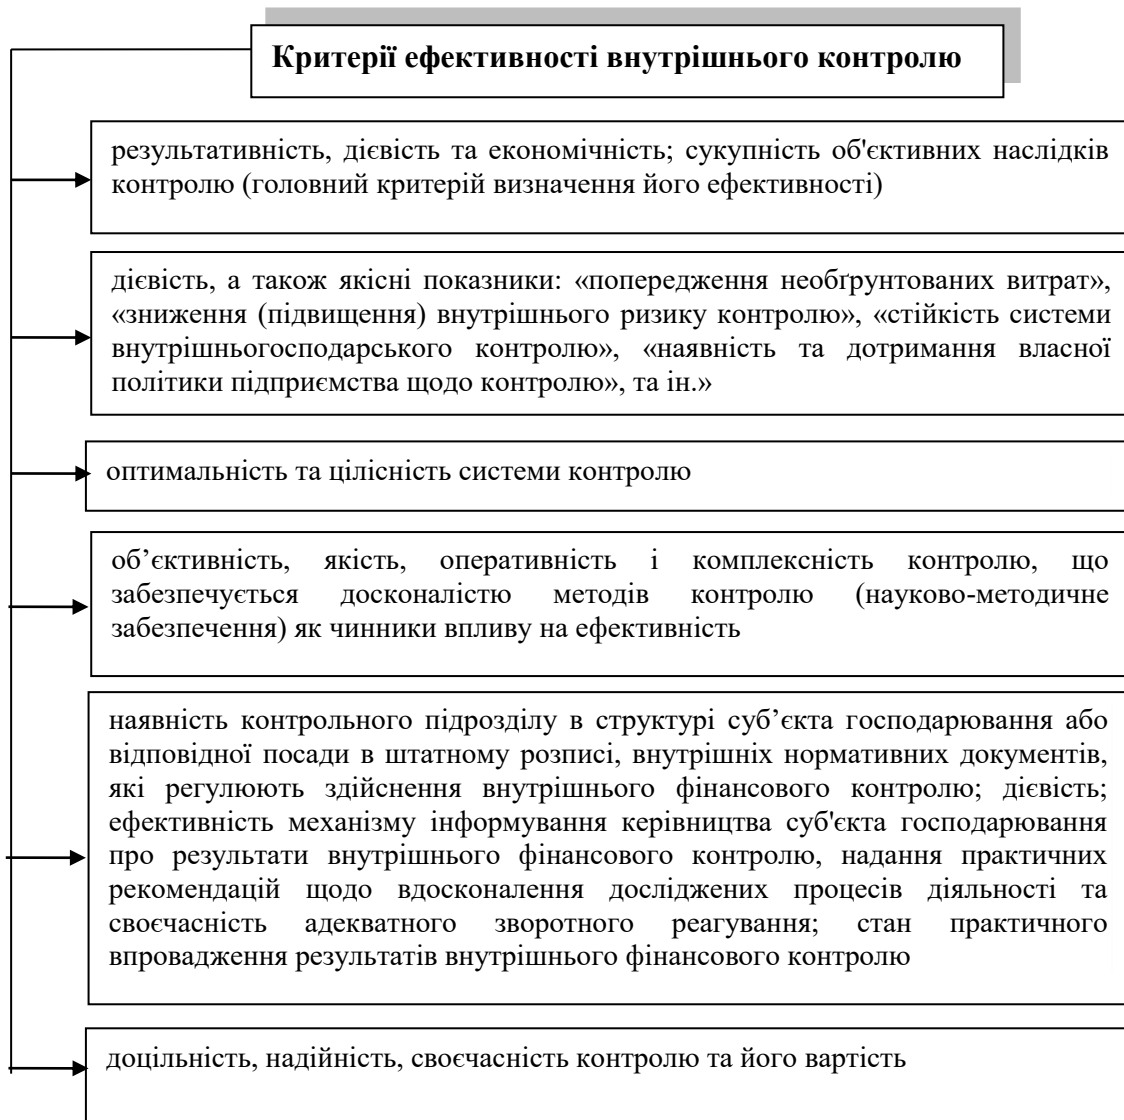 Критерії ефективності внутрішнього контролю
результативність, дієвість та економічність; сукупність об'єктивних наслідків
контролю (головний критерій визначення його ефективності)
дієвість, а також якісні показники: «попередження необґрунтованих витрат»,
«зниження (підвищення) внутрішнього ризику контролю», «стійкість системи
внутрішньогосподарського контролю», «наявність та дотримання власної
політики підприємства щодо контролю», та ін.»
оптимальність та цілісність системи контролю
об’єктивність, якість, оперативність і комплексність контролю, що
забезпечується досконалістю методів контролю (науково-методичне
забезпечення) як чинники впливу на ефективність
наявність контрольного підрозділу в структурі суб’єкта господарювання або
відповідної посади в штатному розписі, внутрішніх нормативних документів,
які регулюють здійснення внутрішнього фінансового контролю; дієвість;
ефективність механізму інформування керівництва суб'єкта господарювання
про результати внутрішнього фінансового контролю, надання практичних
рекомендацій щодо вдосконалення досліджених процесів діяльності та
своєчасність адекватного зворотного реагування; стан практичного
впровадження результатів внутрішнього фінансового контролю
доцільність, надійність, своєчасність контролю та його вартість